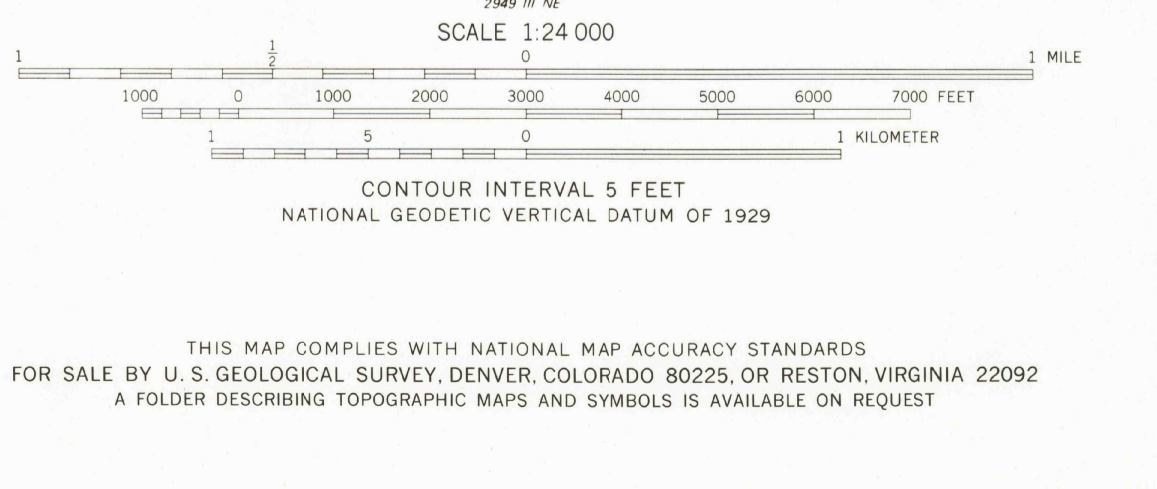 2949 III NE
SCALE 1:24 000
1 1/2 0 1 MILE
1000 0 1000 2000 3000 4000 5000 6000 7000 FEET
1 5 0 1 KILOMETER
CONTOUR INTERVAL 5 FEET
NATIONAL GEODETIC VERTICAL DATUM OF 1929
THIS MAP COMPLIES WITH NATIONAL MAP ACCURACY STANDARDS
FOR SALE BY U. S. GEOLOGICAL SURVEY, DENVER, COLORADO 80225, OR RESTON, VIRGINIA 22092
A FOLDER DESCRIBING TOPOGRAPHIC MAPS AND SYMBOLS IS AVAILABLE ON REQUEST